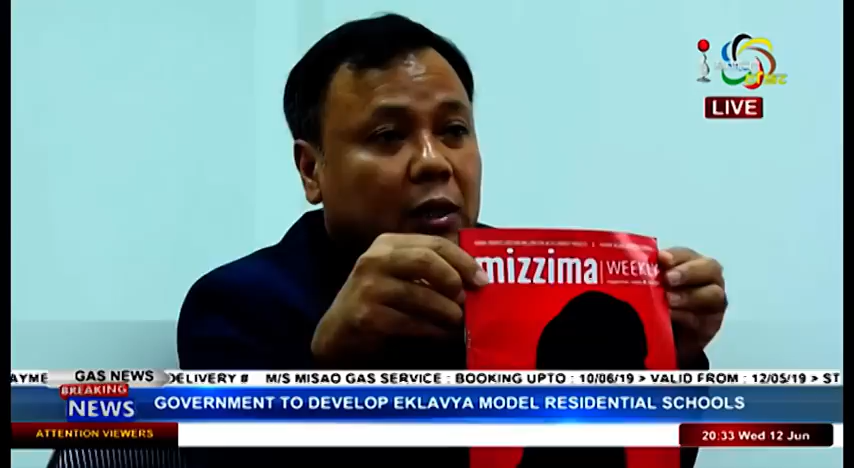 LIVE
mizzima WEEKLY
AYME GAS NEWS DELIVERY # M/S MISAO GAS SERVICE : BOOKING UPTO : 10/06/19 > VALID FROM : 12/05/19 > ST
BREAKING
NEWS
GOVERNMENT TO DEVELOP EKLAVYA MODEL RESIDENTIAL SCHOOLS
ATTENTION VIEWERS
20:33 Wed 12 Jun